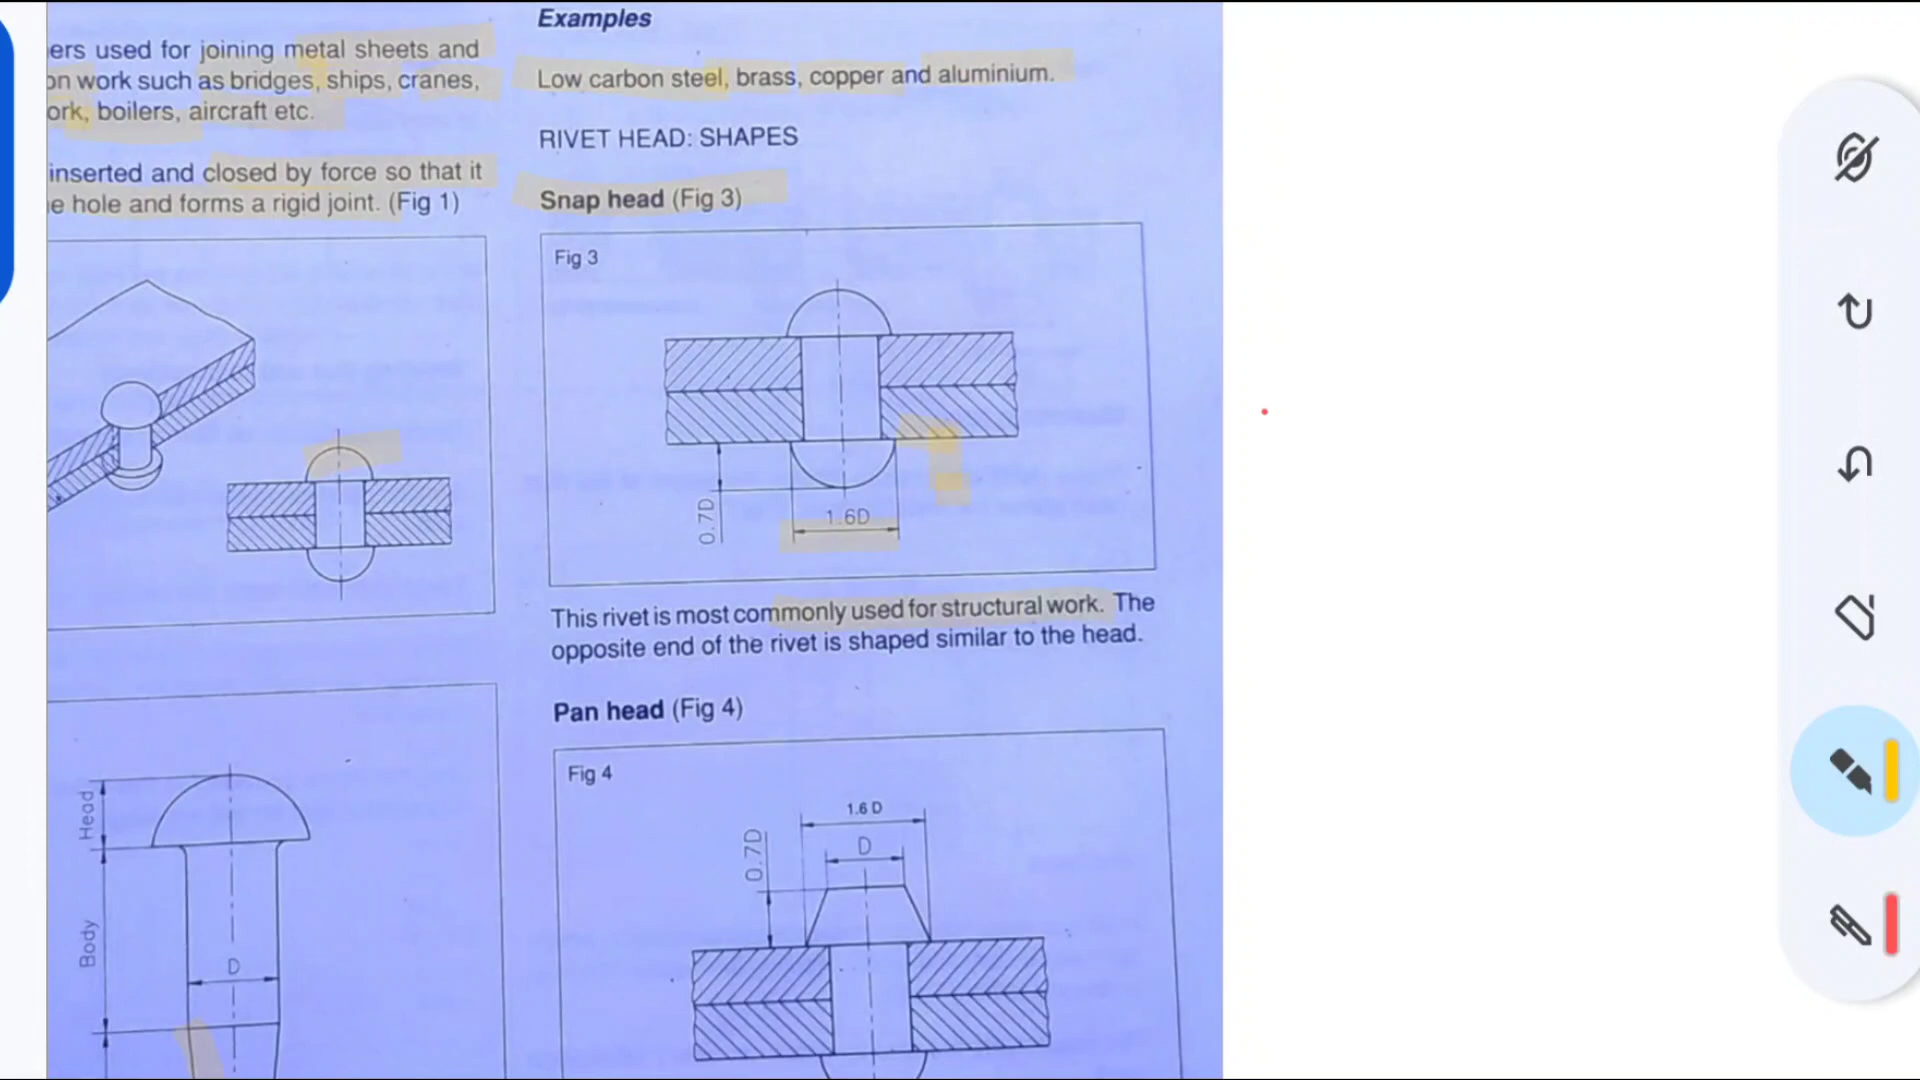 ers used for joining metal sheets and
on work such as bridges, ships, cranes,
ork, boilers, aircraft etc.
inserted and closed by force so that it
e hole and forms a rigid joint. (Fig 1)
Head
Body
D
Examples
Low carbon steel, brass, copper and aluminium.
RIVET HEAD: SHAPES
Snap head (Fig 3)
Fig 3
0.7D
1.6D
This rivet is most commonly used for structural work. The
opposite end of the rivet is shaped similar to the head.
Pan head (Fig 4)
Fig 4
1.6 D
0.7D
D